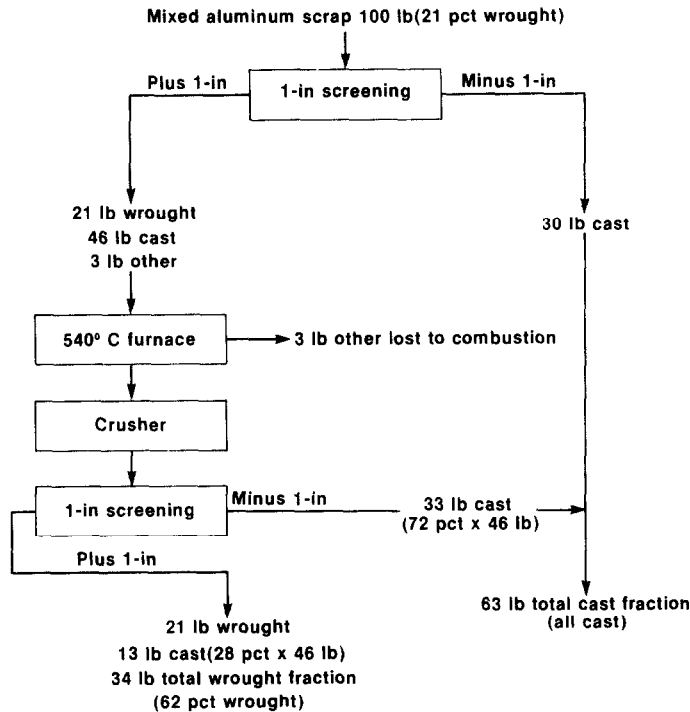 Mixed aluminum scrap 100 lb(21 pct wrought)
Plus 1-in
1-in screening
Minus 1-in
21 lb wrought
46 lb cast
3 lb other
30 lb cast
540º C furnace
3 lb other lost to combustion
Crusher
1-in screening
Minus 1-in
33 lb cast
(72 pct x 46 lb)
Plus 1-in
21 lb wrought
13 lb cast(28 pct x 46 lb)
34 lb total wrought fraction
(62 pct wrought)
63 lb total cast fraction
(all cast)